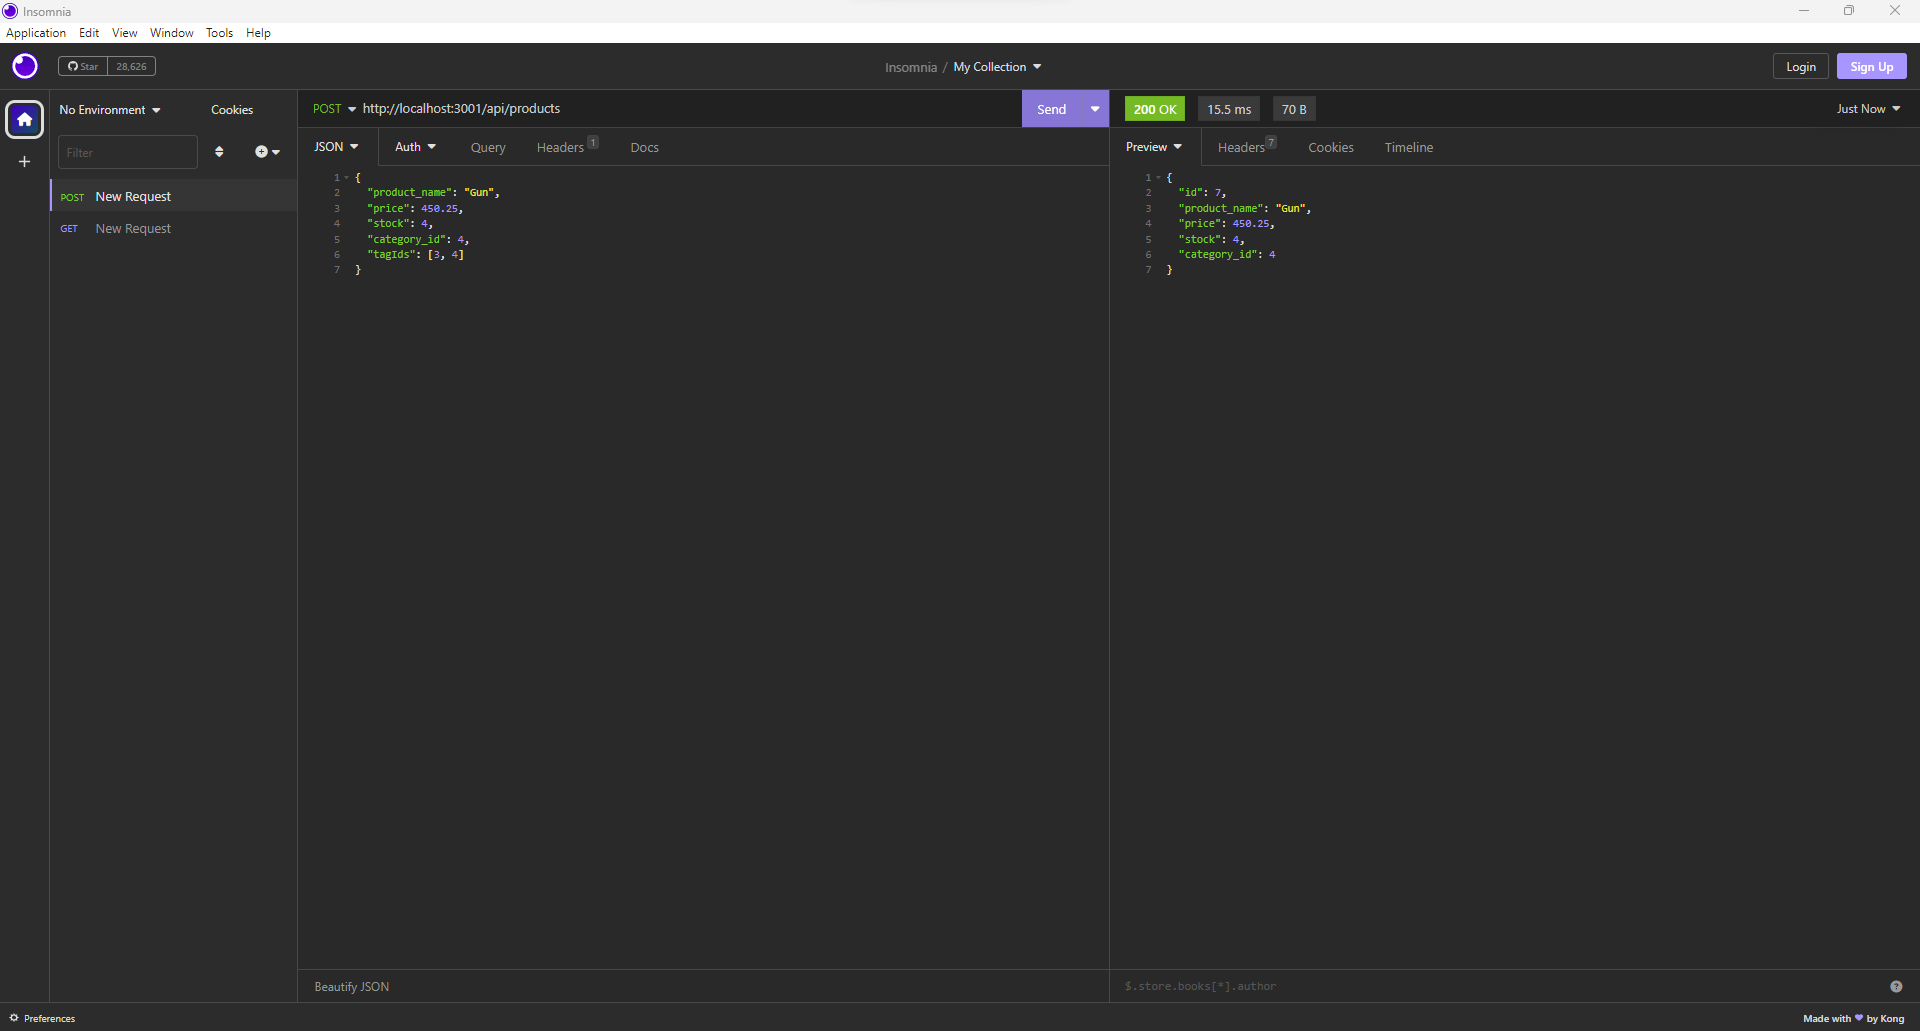 Insomnia
Application Edit View Window Tools Help
Star 28,626
Insomnia / My Collection
Login Sign Up
No Environment Cookies
Filter
POST New Request
GET New Request
POST http://localhost:3001/api/products Send
JSON Auth Query Headers 1 Docs
1 {
2 "product_name": "Gun",
3 "price": 450.25,
4 "stock": 4,
5 "category_id": 4,
6 "tagIds": [3, 4]
7 }
Beautify JSON
200 OK 15.5 ms 70 B Just Now
Preview Headers 7 Cookies Timeline
1 {
2 "id": 7,
3 "product_name": "Gun",
4 "price": 450.25,
5 "stock": 4,
6 "category_id": 4
7 }
$.store.books[*].author ?
Preferences
Made with ♥ by Kong